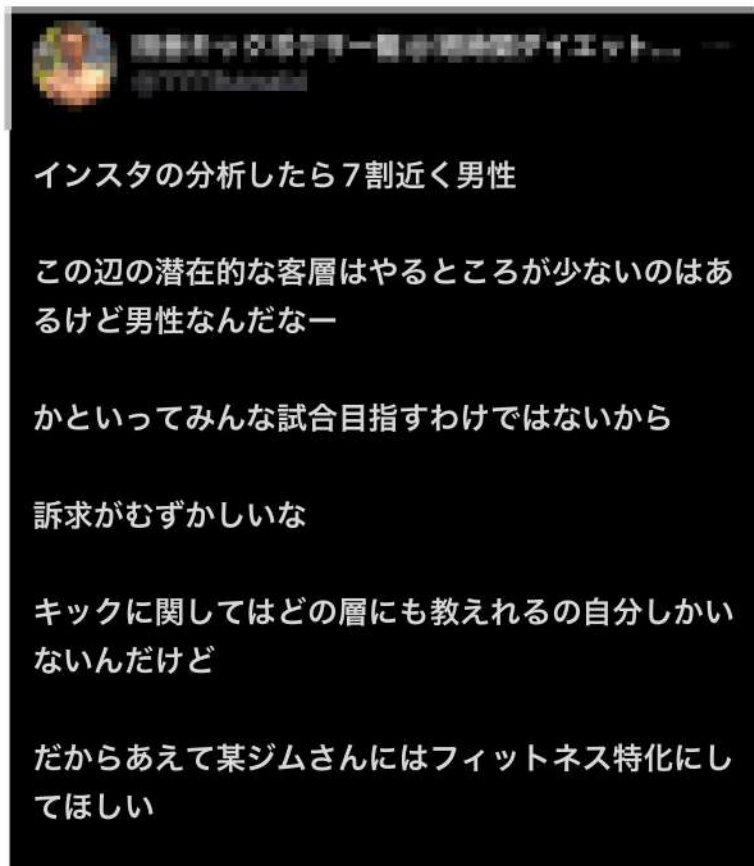 インスタの分析したら7割近く男性
この辺の潜在的な客層はやるところが少ないのはあ
るけど男性なんだなー
かといってみんな試合目指すわけではないから
訴求がむずかしいな
キックに関してはどの層にも教えれるの自分しかい
ないんだけど
だからあえて某ジムさんにはフィットネス特化にし
てほしい